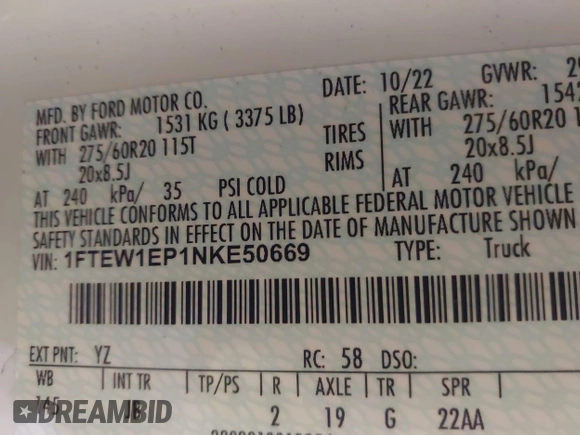 MFD. BY FORD MOTOR CO.
DATE: 10/22 GVWR:
FRONT GAWR: 1531 KG ( 3375 LB)
REAR GAWR:
WITH 275/60R20 115T TIRES WITH 275/60R20
20x8.5J RIMS 20x8.5J
AT 240 kPa/ 35 PSI COLD AT 240 kPa/
THIS VEHICLE CONFORMS TO ALL APPLICABLE FEDERAL MOTOR VEHICLE
SAFETY STANDARDS IN EFFECT ON THE DATE OF MANUFACTURE SHOWN
VIN: 1FTEW1EP1NKE50669 TYPE: Truck
EXT PNT: YZ RC: 58 DSO:
WB INT TR TP/PS R AXLE TR SPR
2 19 G 22AA
DREAMBID